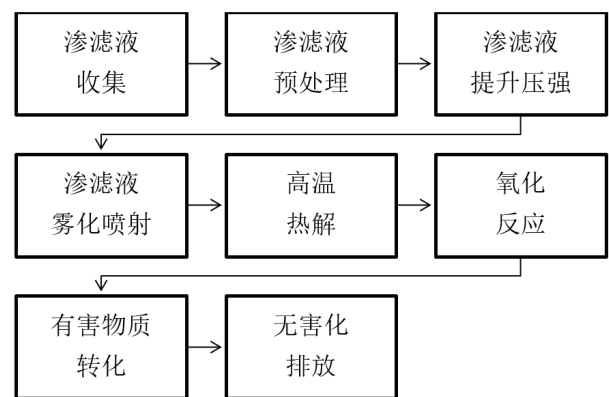 渗滤液
收集
渗滤液
预处理
渗滤液
提升压强
渗滤液
雾化喷射
高温
热解
氧化
反应
有害物质
转化
无害化
排放